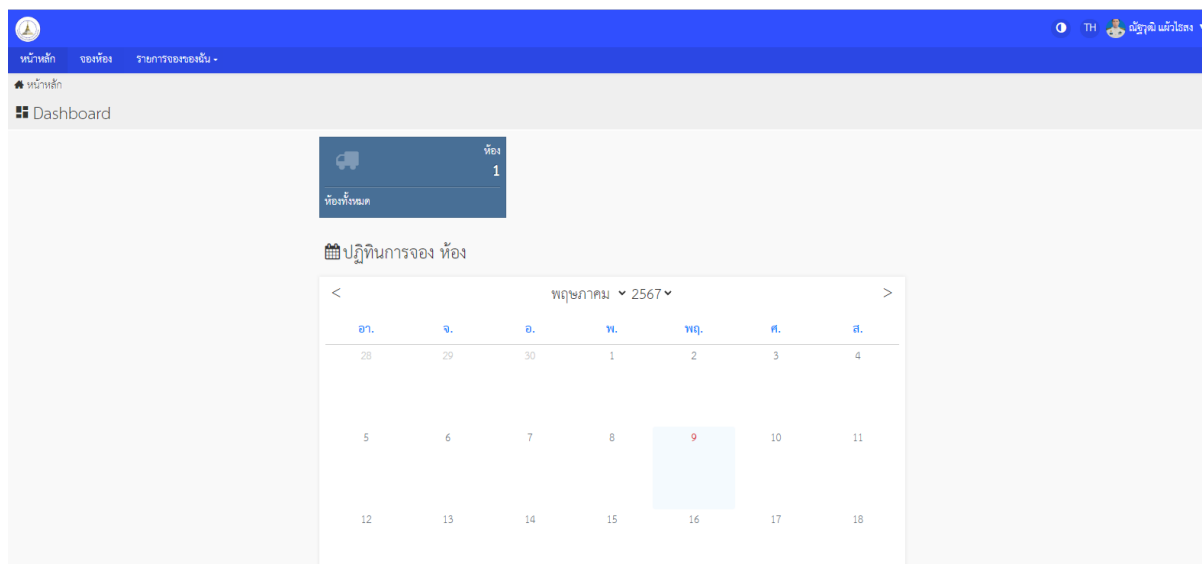 TH ณัฐวุฒิ แผ้วไธสง
หน้าหลัก จองห้อง รายการจองของฉัน
หน้าหลัก
Dashboard
ห้อง
1
ห้องทั้งหมด
ปฏิทินการจอง ห้อง
< พฤษภาคม 2567 >
อา. จ. อ. พ. พฤ. ศ. ส.
28 29 30 1 2 3 4
5 6 7 8 9 10 11
12 13 14 15 16 17 18